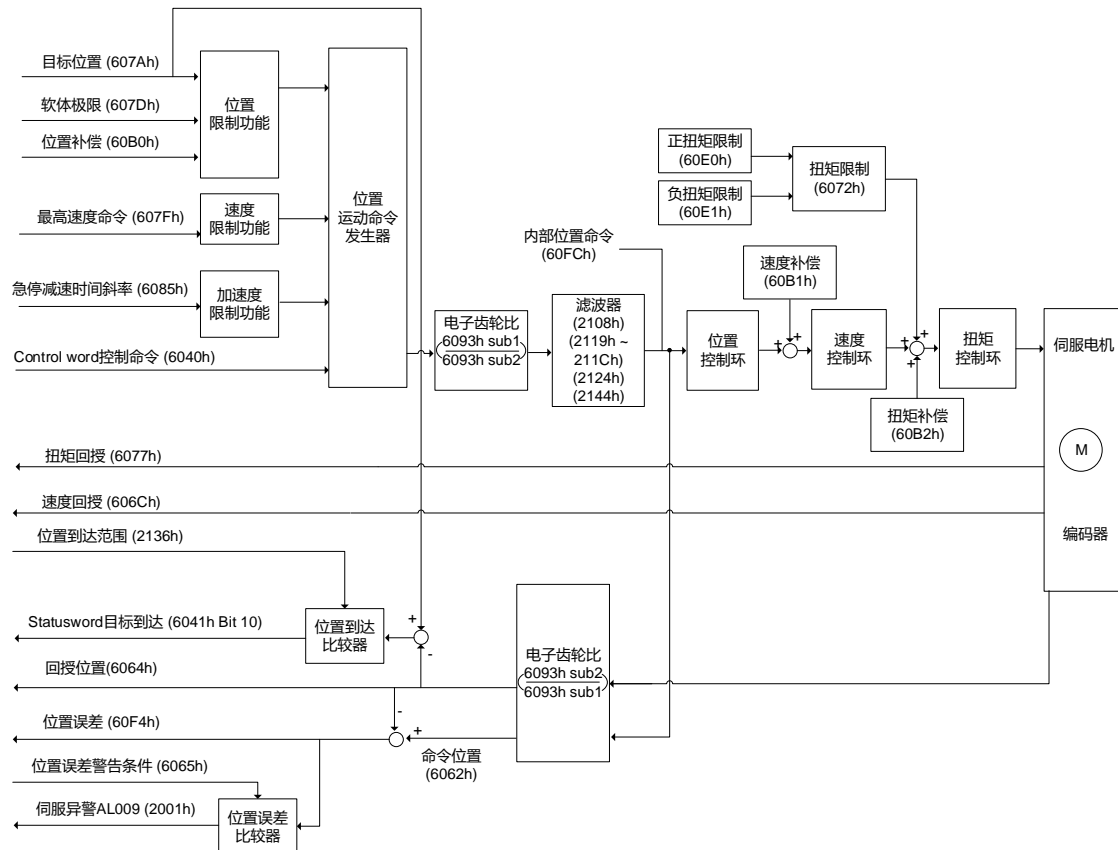 目标位置 (607Ah)
软体极限 (607Dh)
位置补偿 (60B0h)
位置
限制功能
最高速度命令 (607Fh)
速度
限制功能
急停减速时间斜率 (6085h)
加速度
限制功能
Control word控制命令 (6040h)
位置
运动命令
发生器
电子齿轮比
6093h sub1
6093h sub2
滤波器
(2108h)
(2119h ~
211Ch)
(2124h)
(2144h)
内部位置命令
(60FCh)
位置
控制环
速度补偿
(60B1h)
+
+
速度
控制环
正扭矩限制
(60E0h)
负扭矩限制
(60E1h)
扭矩限制
(6072h)
+
+
+
扭矩补偿
(60B2h)
扭矩
控制环
伺服电机
M
编码器
扭矩回授 (6077h)
速度回授 (606Ch)
位置到达范围 (2136h)
Statusword目标到达 (6041h Bit 10)
位置到达
比较器
+
-
回授位置(6064h)
电子齿轮比
6093h sub2
6093h sub1
位置误差 (60F4h)
-
+
命令位置
(6062h)
位置误差警告条件 (6065h)
伺服异警AL009 (2001h)
位置误差
比较器